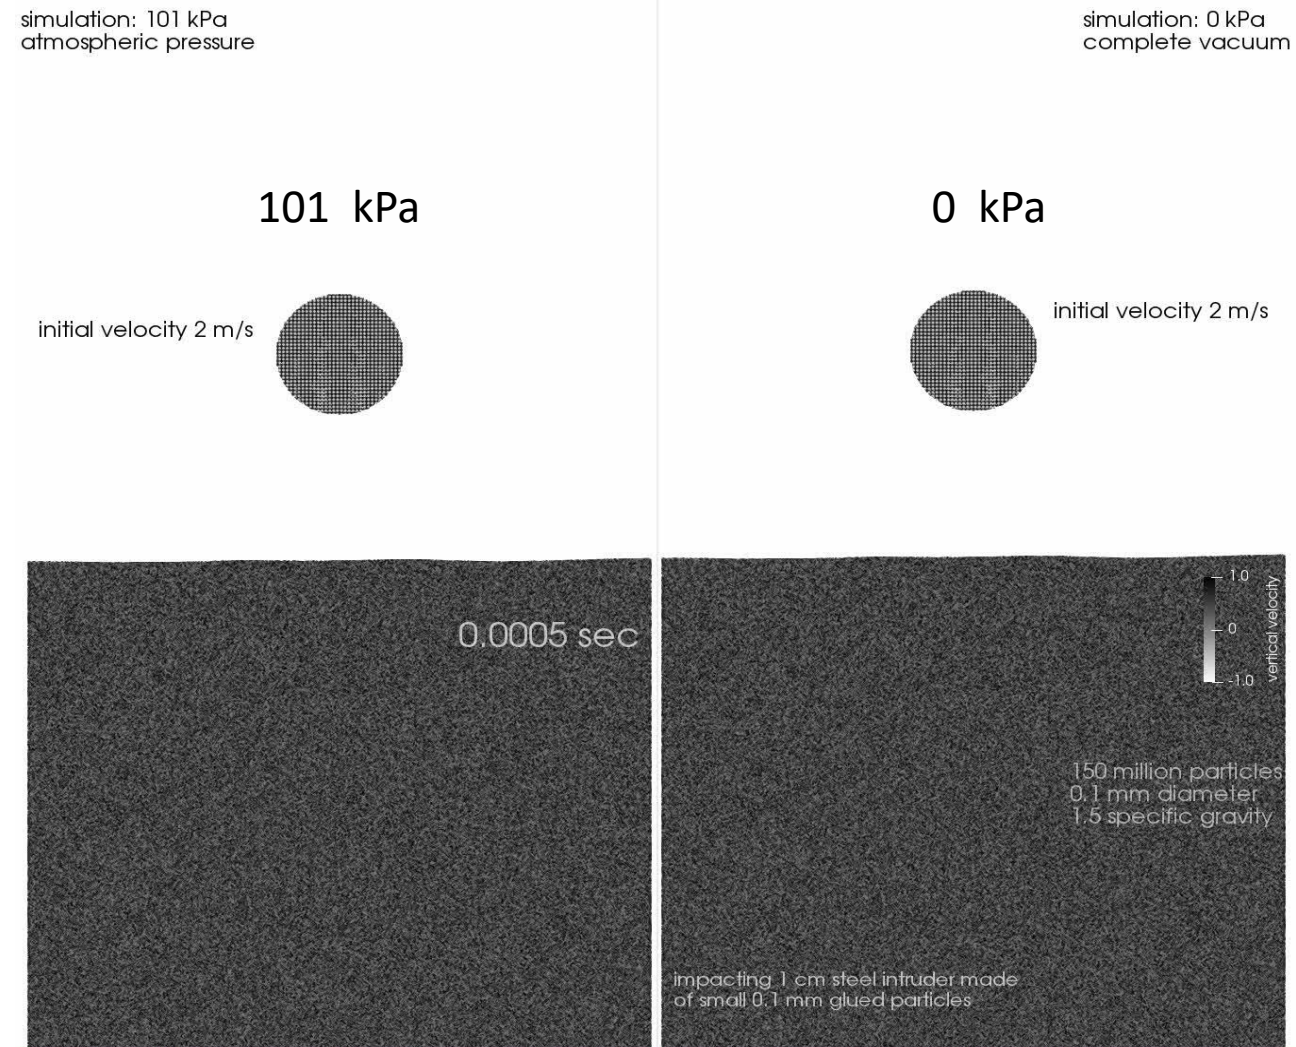 simulation: 101 kPa
atmospheric pressure
simulation: 0 kPa
complete vacuum
101 kPa
0 kPa
initial velocity 2 m/s
initial velocity 2 m/s
0.0005 sec
1.0
0
-1.0
vertical velocity
150 million particles
0.1 mm diameter
1.5 specific gravity
impacting 1 cm steel intruder made
of small 0.1 mm glued particles